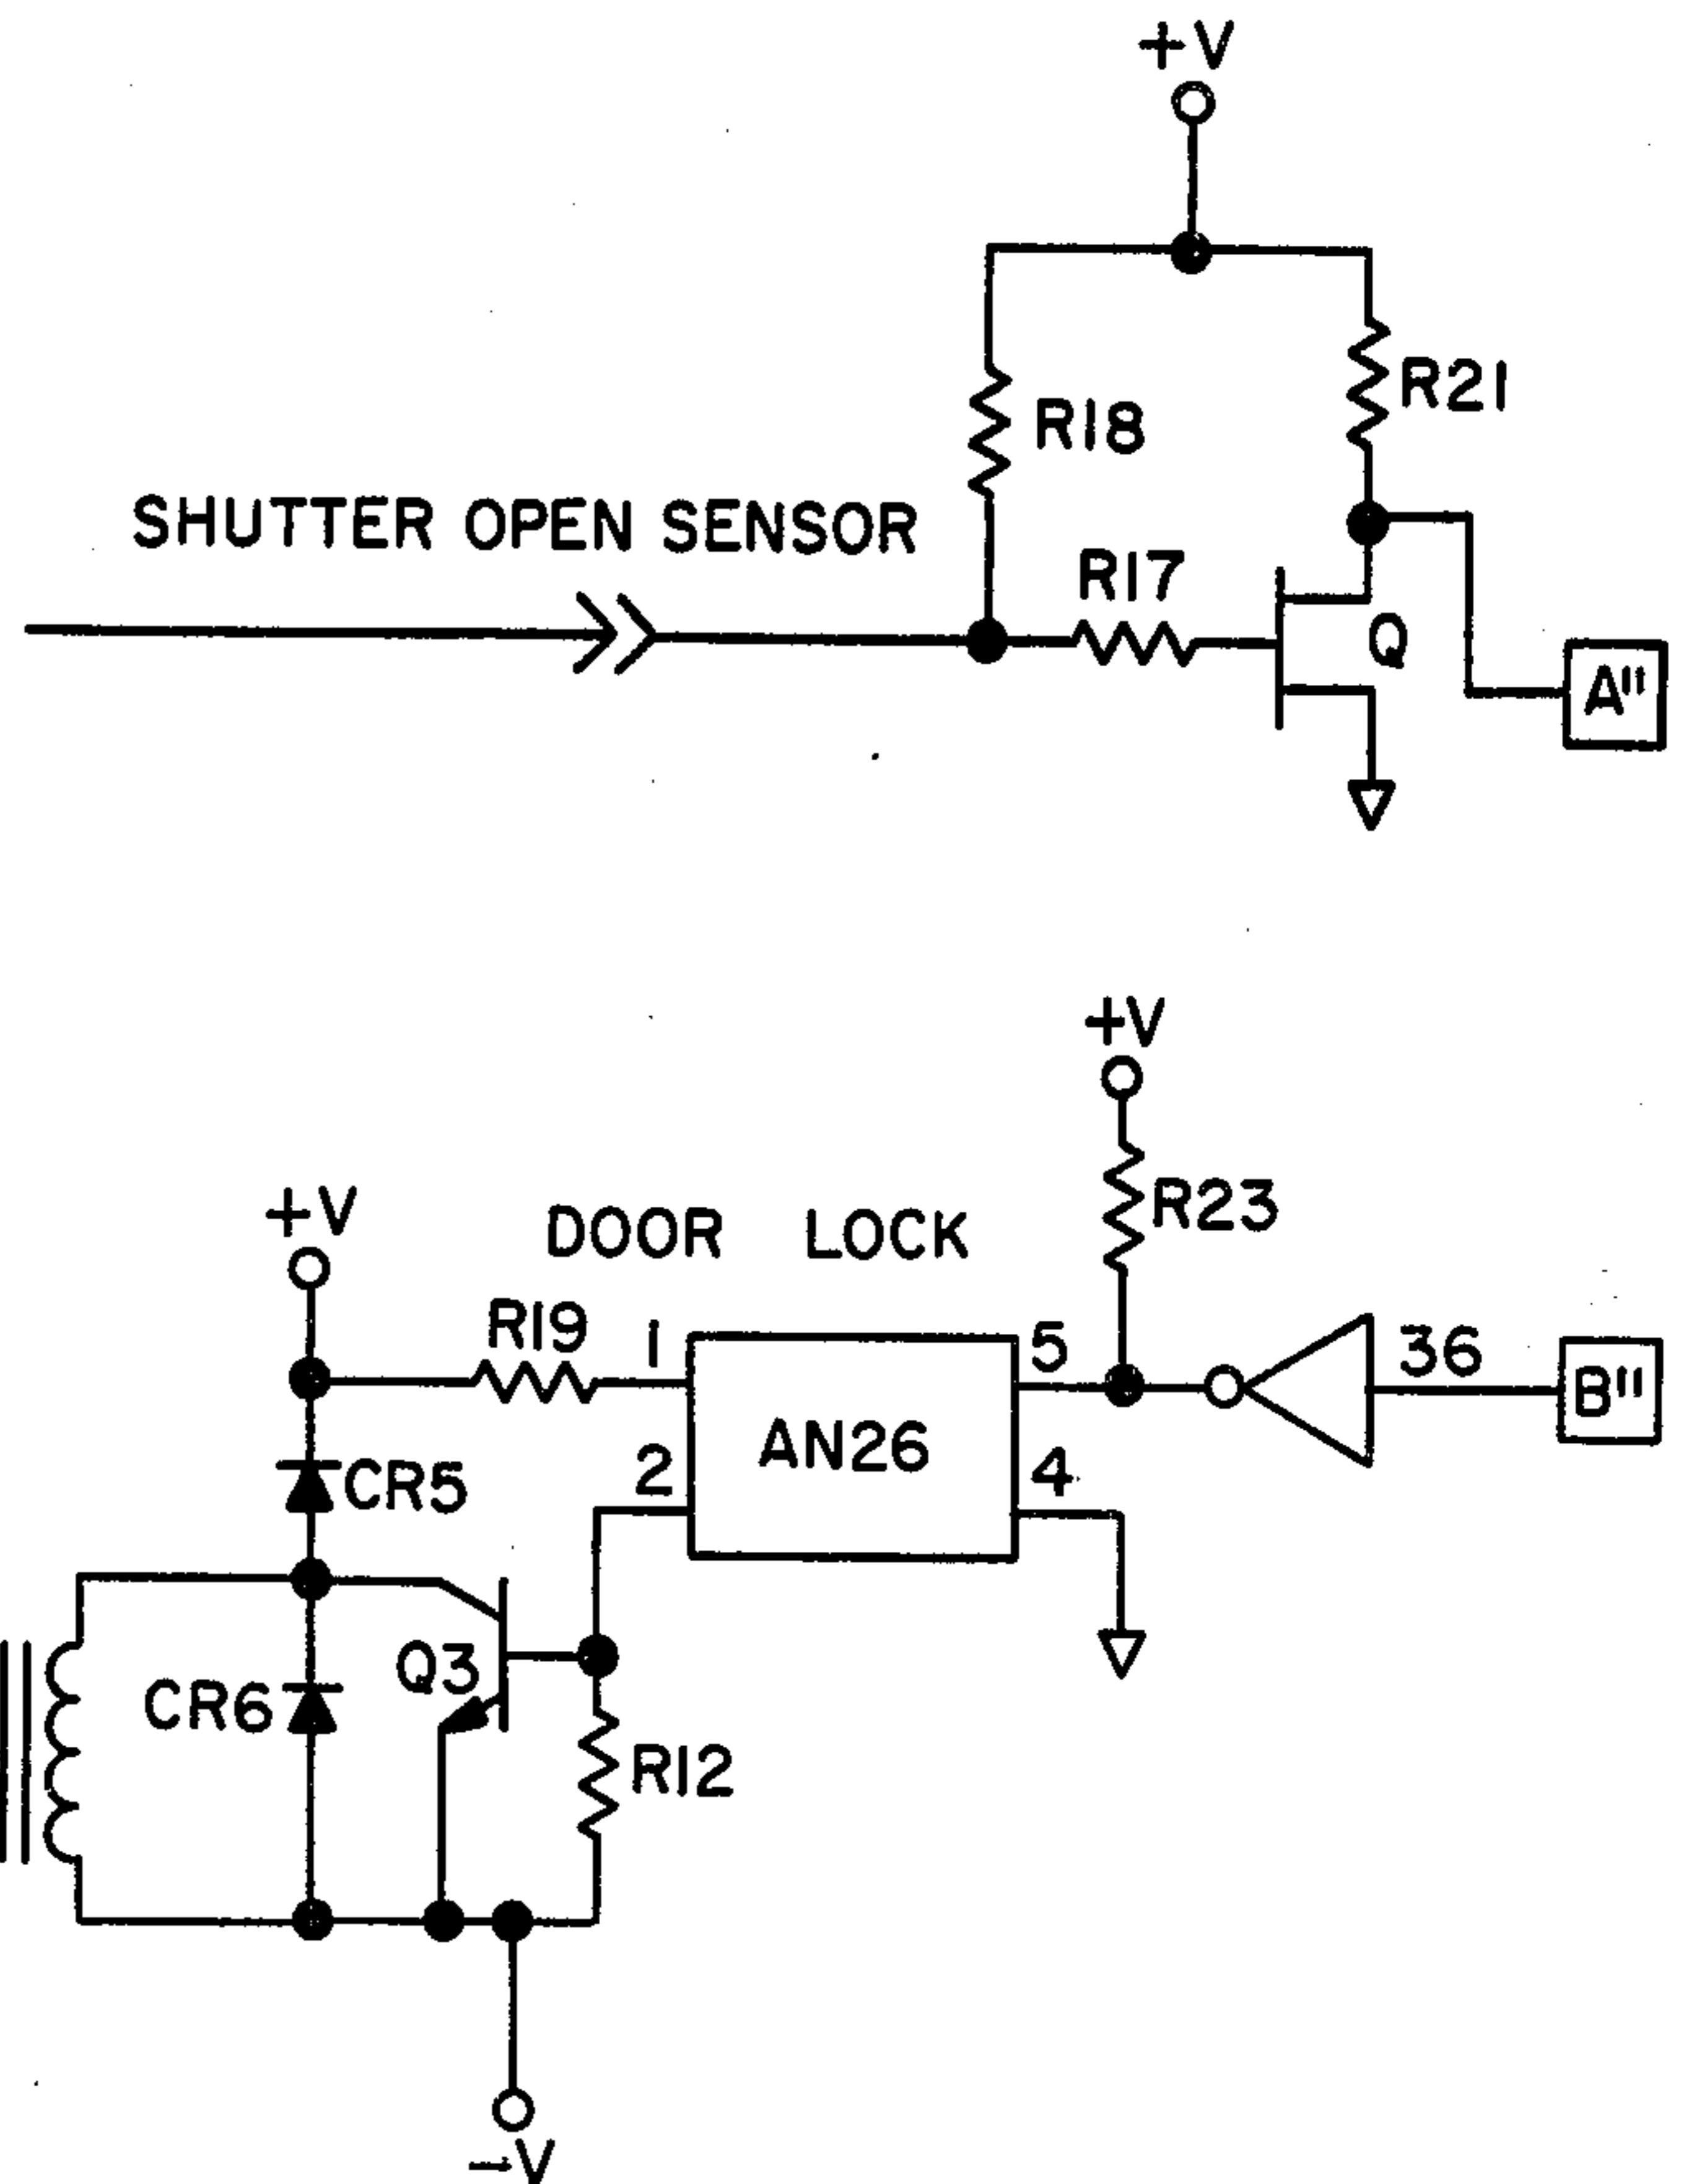 +V
R18
R21
SHUTTER OPEN SENSOR
R17
Q
A"
+V
R23
+V
DOOR LOCK
R19
1
5
36
B"
AN26
2
4
CR5
Q3
CR6
R12
-V